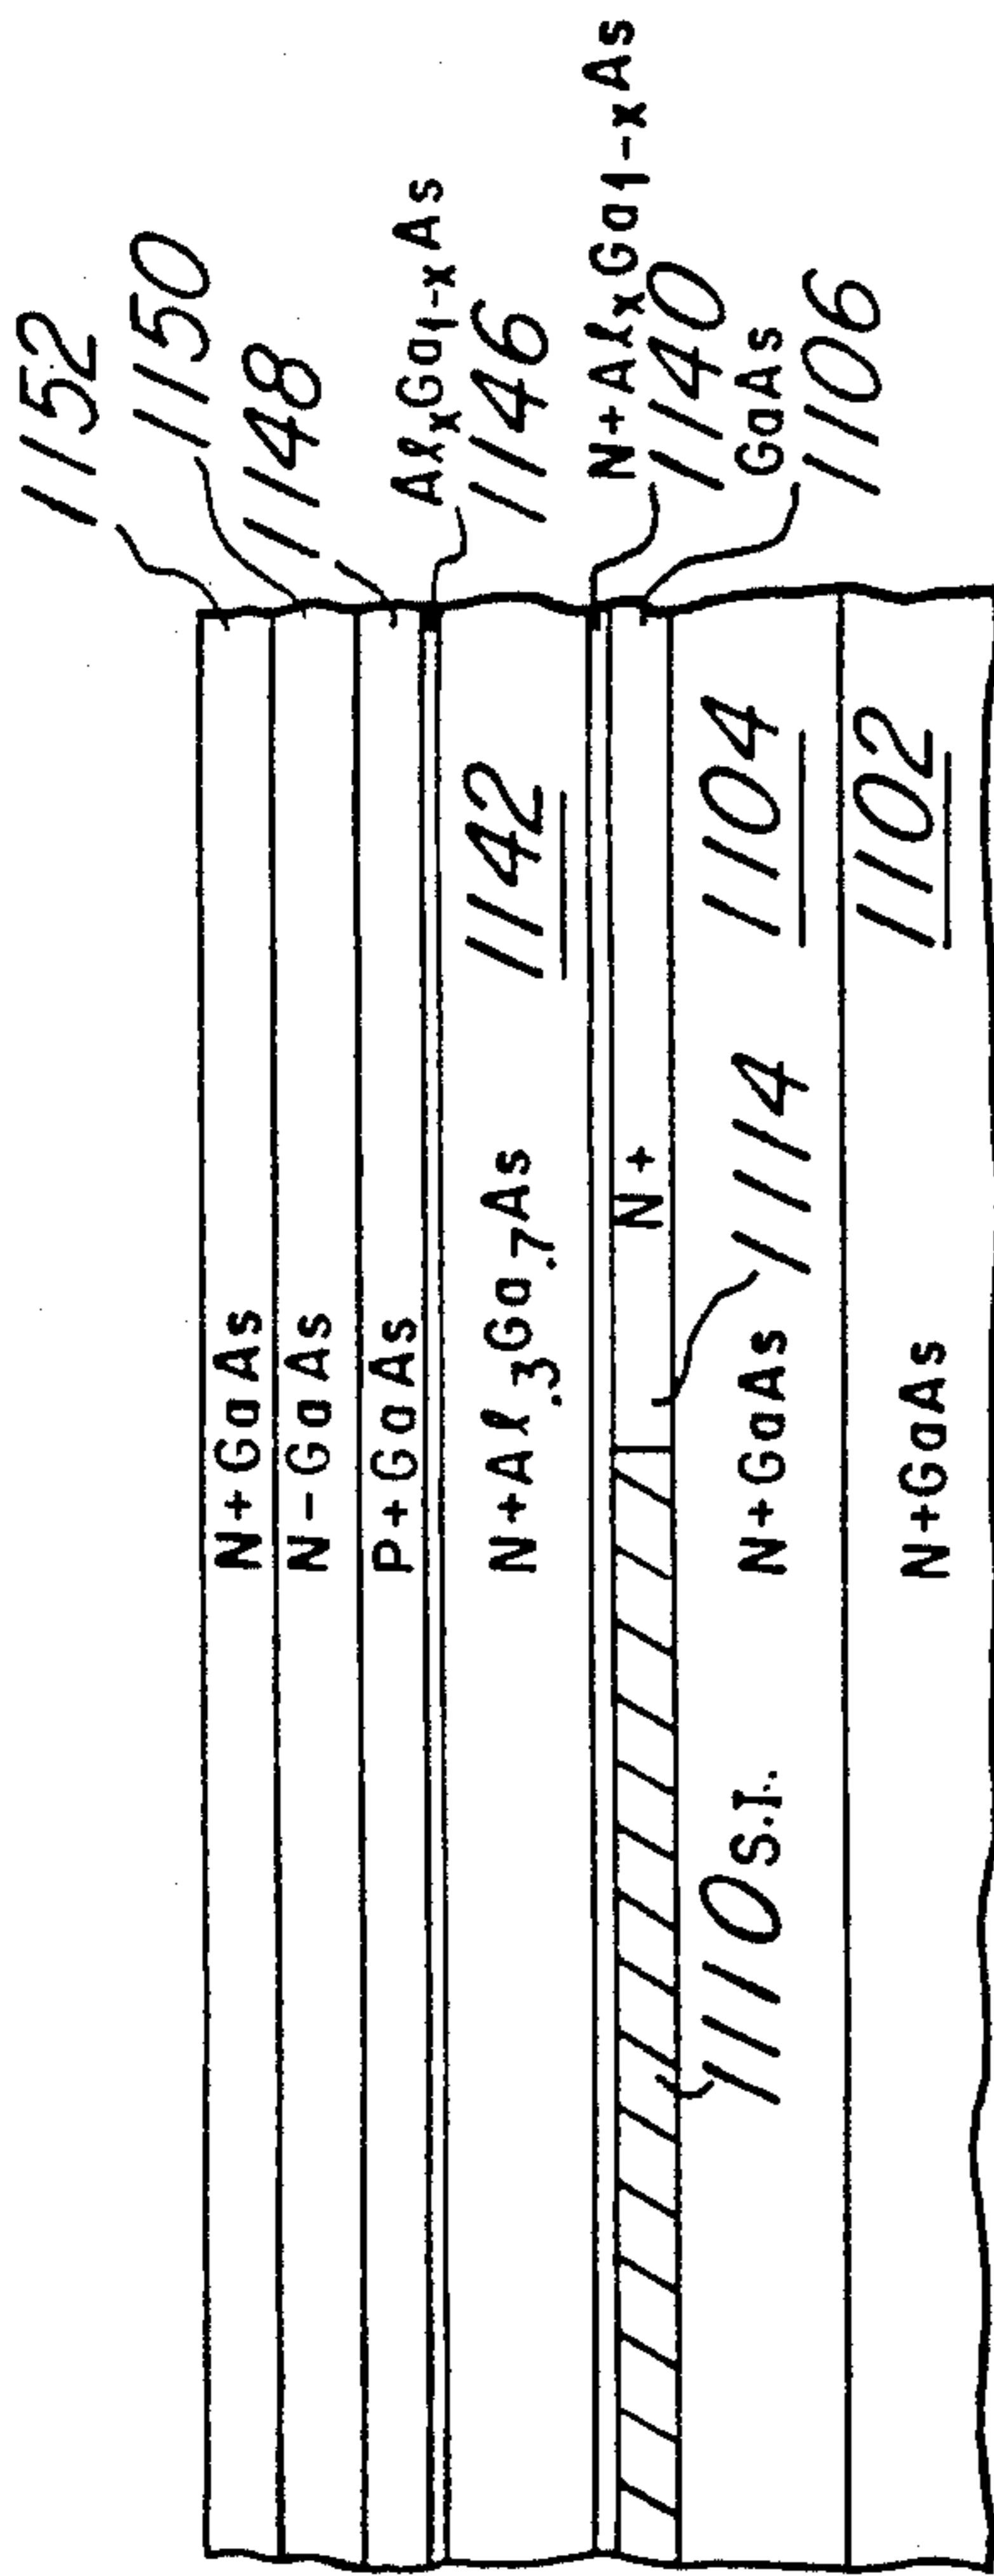 1152
1150
1148
AlxGa1-xAs
1146
N+AlxGa1-xAs
1140
GaAs
1106
N+GaAs
N-GaAs
P+GaAs
N+Al.3Ga.7As
1142
N+
1110 S.I.
N+GaAs
1114
1104
N+GaAs
1102